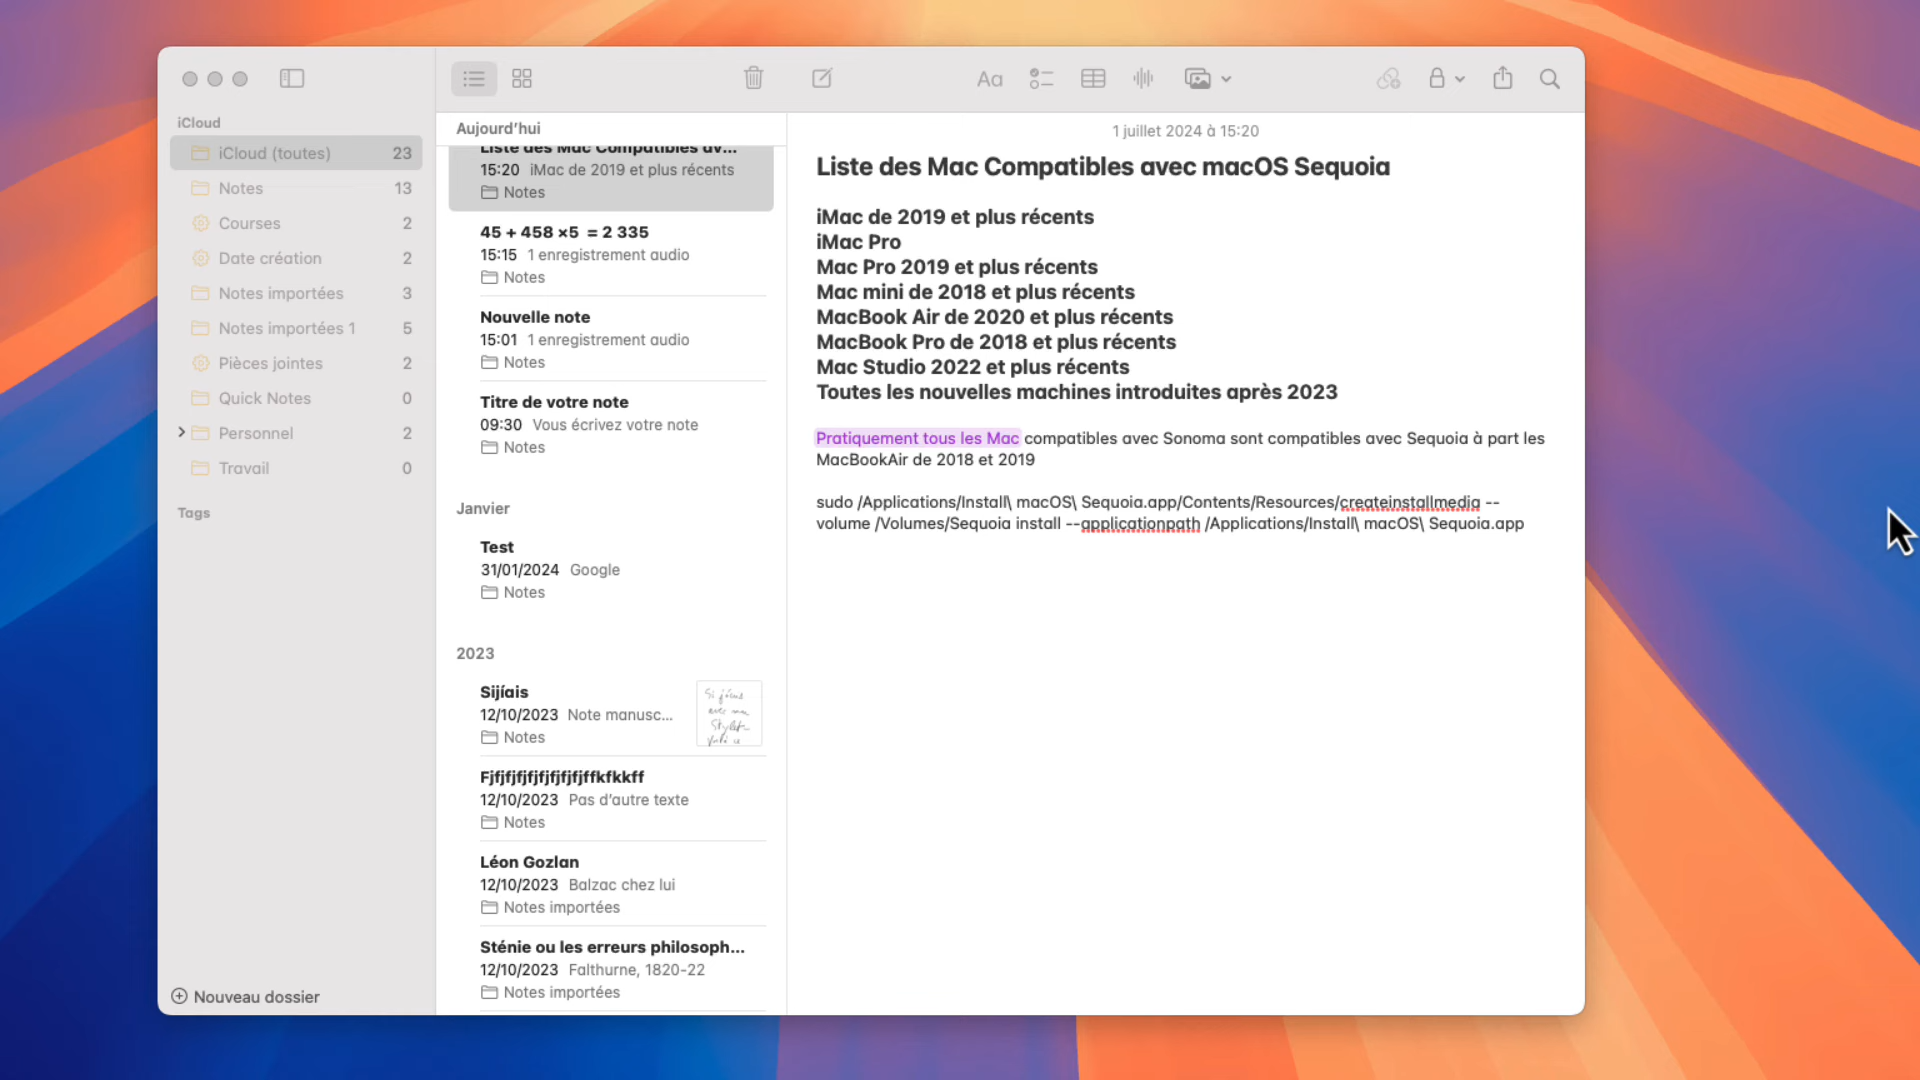 iCloud
iCloud (toutes) 23
Notes 13
Courses 2
Date création 2
Notes importées 3
Notes importées 1 5
Pièces jointes 2
Quick Notes 0
Personnel 2
Travail 0
Tags
Nouveau dossier
Aujourd'hui
Liste des Mac Compatibles av...
15:20 iMac de 2019 et plus récents
Notes
45 + 458 ×5 = 2 335
15:15 1 enregistrement audio
Notes
Nouvelle note
15:01 1 enregistrement audio
Notes
Titre de votre note
09:30 Vous écrivez votre note
Notes
Janvier
Test
31/01/2024 Google
Notes
2023
Sijíais
12/10/2023 Note manusc...
Notes
Fjfjfjfjfjfjfjfjfjffkfkkff
12/10/2023 Pas d'autre texte
Notes
Léon Gozlan
12/10/2023 Balzac chez lui
Notes importées
Sténie ou les erreurs philosoph...
12/10/2023 Falthurne, 1820-22
Notes importées
Aa
1 juillet 2024 à 15:20
Liste des Mac Compatibles avec macOS Sequoia
iMac de 2019 et plus récents
iMac Pro
Mac Pro 2019 et plus récents
Mac mini de 2018 et plus récents
MacBook Air de 2020 et plus récents
MacBook Pro de 2018 et plus récents
Mac Studio 2022 et plus récents
Toutes les nouvelles machines introduites après 2023
Pratiquement tous les Mac compatibles avec Sonoma sont compatibles avec Sequoia à part les
MacBookAir de 2018 et 2019
sudo /Applications/Install\ macOS\ Sequoia.app/Contents/Resources/createinstallmedia --
volume /Volumes/Sequoia install --applicationpath /Applications/Install\ macOS\ Sequoia.app